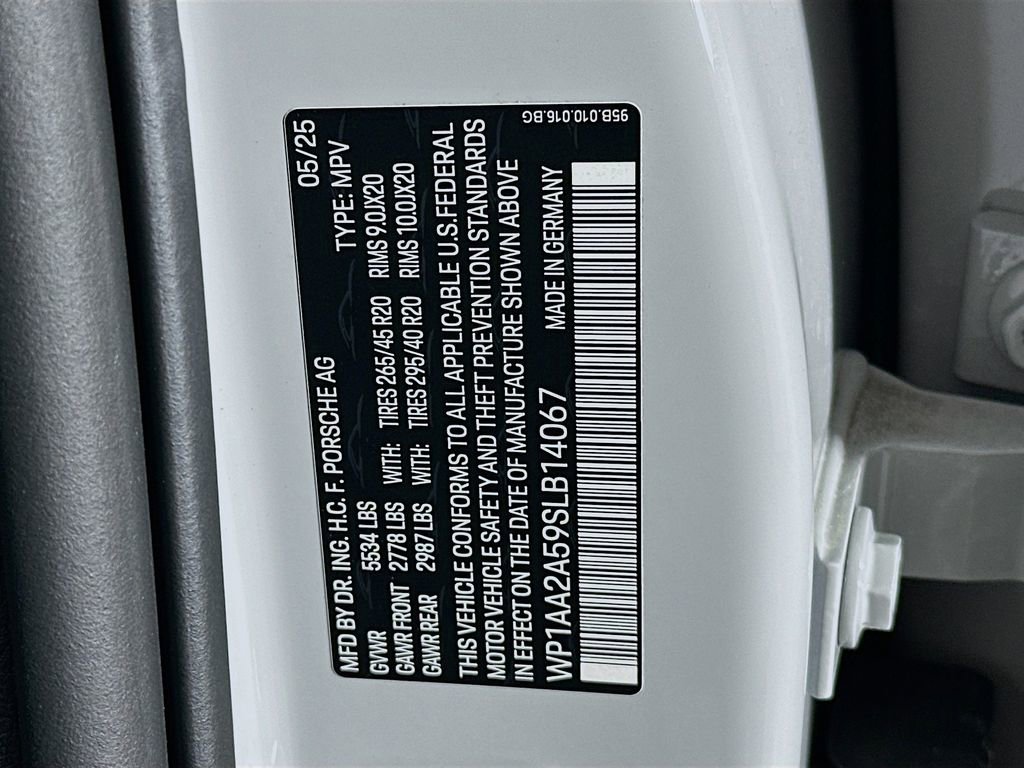 MFD BY DR. ING. H.C. F. PORSCHE AG 05/25
GVWR 5534 LBS TYPE: MPV
GAWR FRONT 2778 LBS WITH: TIRES 265/45 R20 RIMS 9.0JX20
GAWR REAR 2987 LBS WITH: TIRES 295/40 R20 RIMS 10.0JX20
THIS VEHICLE CONFORMS TO ALL APPLICABLE U.S.FEDERAL
MOTOR VEHICLE SAFETY AND THEFT PREVENTION STANDARDS
IN EFFECT ON THE DATE OF MANUFACTURE SHOWN ABOVE
WP1AA2A59SLB14067 MADE IN GERMANY
95B.010.016.BG